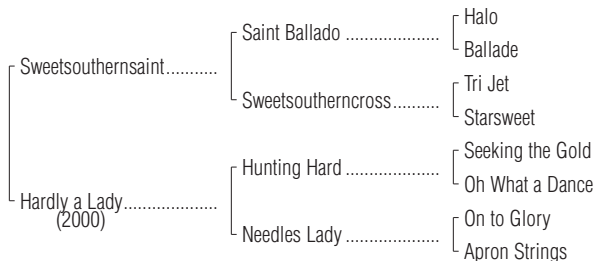 Halo
Saint Ballado ....................
Ballade
Sweetsouthernsaint...........
Tri Jet
Sweetsoutherncross..........
Starsweet
Seeking the Gold
Hunting Hard ....................
Oh What a Dance
Hardly a Lady....................
(2000)
On to Glory
Needles Lady ....................
Apron Strings